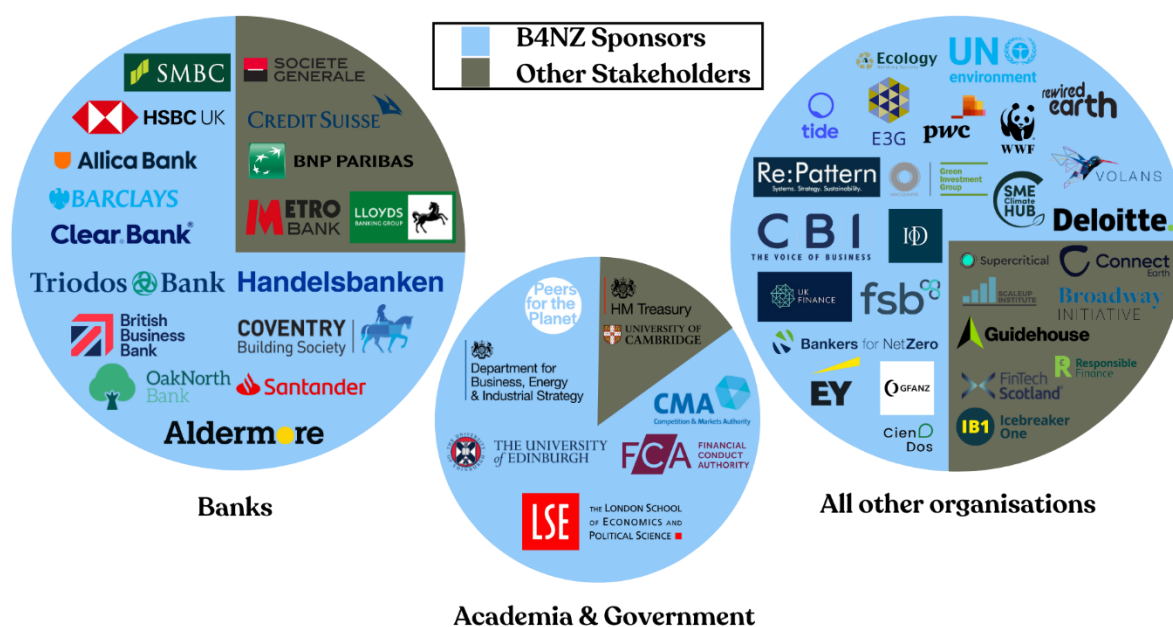 B4NZ Sponsors
Other Stakeholders
SMBC
SOCIETE
GENERALE
HSBC UK
CREDIT SUISSE
Allica Bank
BNP PARIBAS
BARCLAYS
METRO
BANK
LLOYDS
BANKING GROUP
Clear.Bank
Triodos Bank
Handelsbanken
British
Business
Bank
COVENTRY
Building Society
OakNorth
Bank
Santander
Aldermore
Banks
Peers
for the
Planet
HM Treasury
UNIVERSITY OF
CAMBRIDGE
Department for
Business, Energy
& Industrial Strategy
CMA
Competition & Markets Authority
THE UNIVERSITY
of EDINBURGH
FCA
FINANCIAL
CONDUCT
AUTHORITY
LSE
THE LONDON SCHOOL
OF ECONOMICS AND
POLITICAL SCIENCE
Academia & Government
Ecology
UN
environment
rewired
earth
tide
E3G
pwc
WWF
Re:Pattern
Systems. Strategy. Sustainability.
Green
Investment
Group
SME
Climate
HUB
VOLANS
Deloitte.
CBI
THE VOICE OF BUSINESS
IOD
Supercritical
Connect
Earth
UK
FINANCE
fsb
SCALEUP
INSTITUTE
Broadway
INITIATIVE
Bankers for NetZero
Guidehouse
EY
GFANZ
Responsible
Finance
FinTech
Scotland
Cien
Dos
IB1
Icebreaker
One
All other organisations